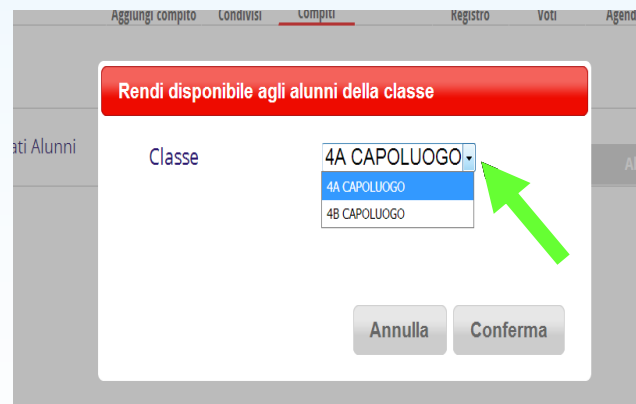 Aggiungi compito Condivisi Compiti Registro Voti
Rendi disponibile agli alunni della classe
Alunni
Classe 4A CAPOLUOGO
4A CAPOLUOGO
4B CAPOLUOGO
Annulla Conferma